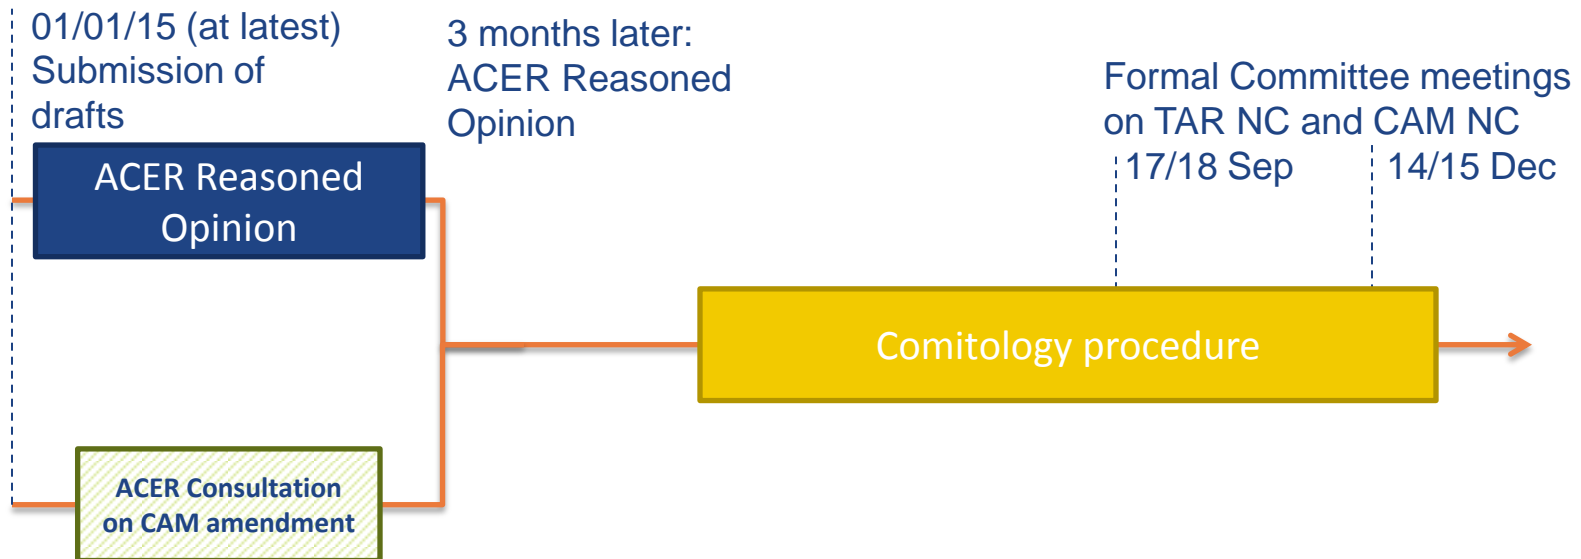 01/01/15 (at latest)
Submission of
drafts
3 months later:
ACER Reasoned
Opinion
Formal Committee meetings
on TAR NC and CAM NC
17/18 Sep
14/15 Dec
ACER Reasoned
Opinion
Comitology procedure
ACER Consultation
on CAM amendment